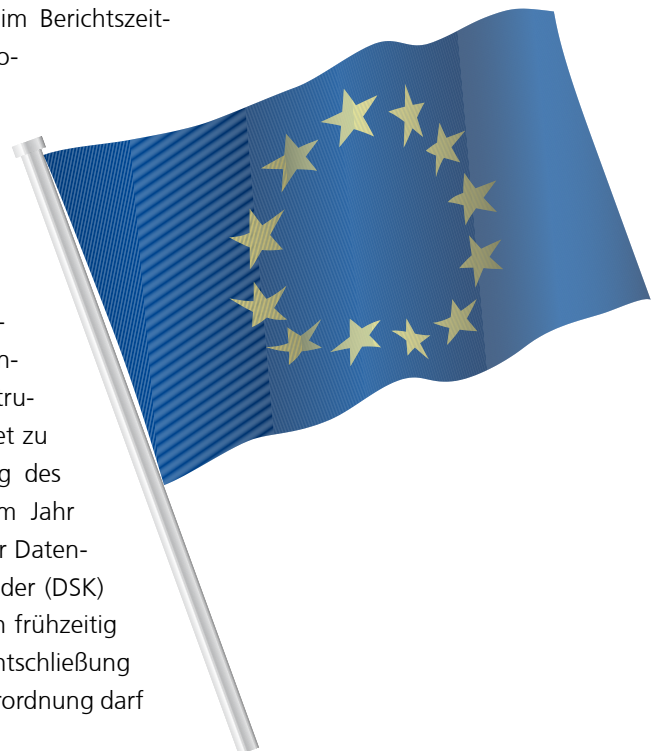 im Berichtszeit-
o-
-
n-
tru-
et zu
g des
m Jahr
r Daten-
der (DSK)
n frühzeitig
ntschließung
rordnung darf